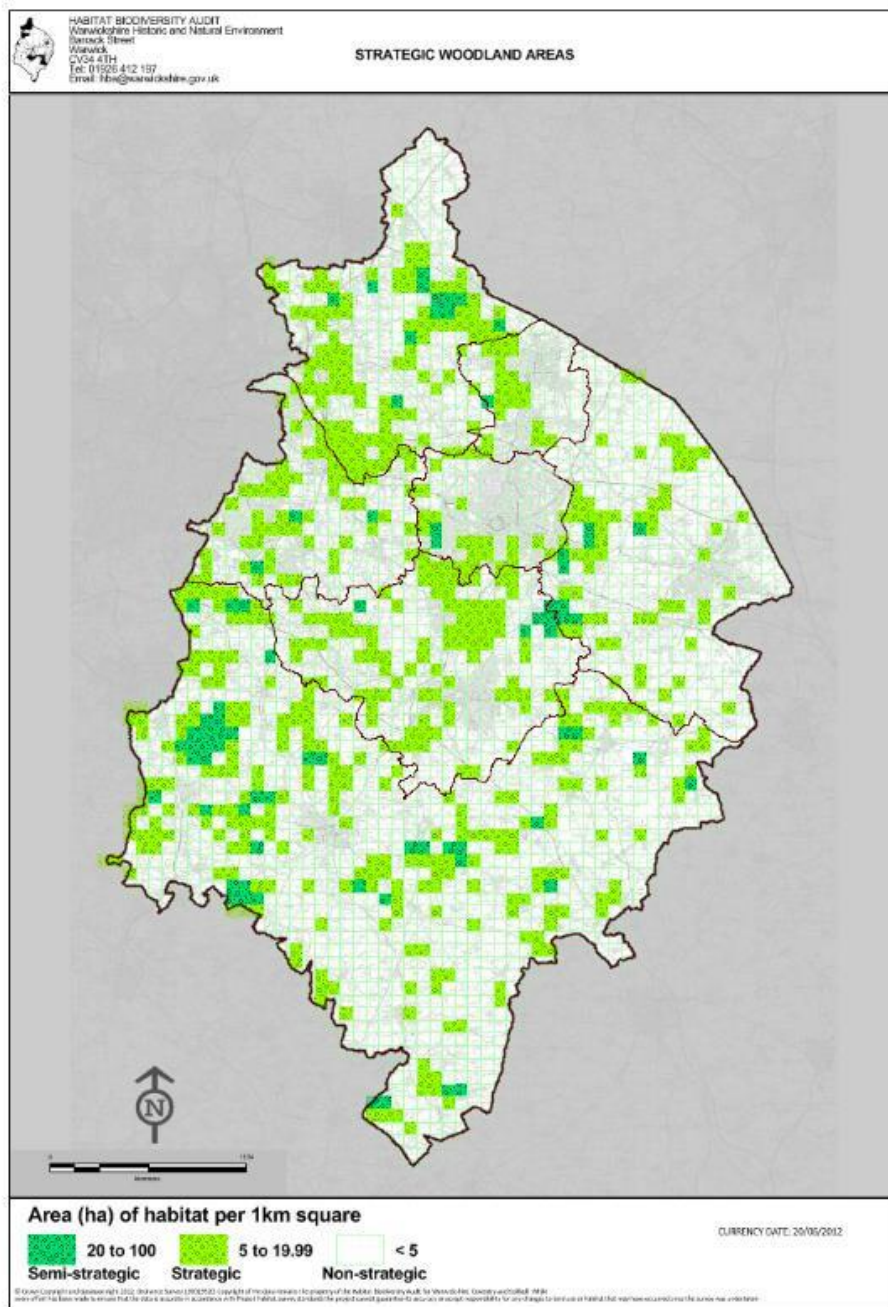 HABITAT BIODIVERSITY AUDIT
Warwickshire Historic and Natural Environment
Barrack Street
Warwick
CV34 4TH
Tel: 01926 412 197
Email: hba@warwickshire.gov.uk
STRATEGIC WOODLAND AREAS
N
0
Kilometers
Area (ha) of habitat per 1km square
20 to 100 5 to 19.99 < 5
Semi-strategic Strategic Non-strategic
CURRENCY DATE: 20/06/2012